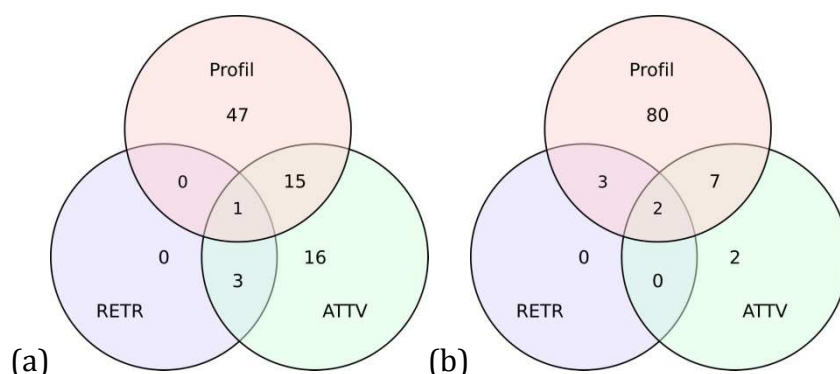 Profil
47
0
15
1
0
3
16
RETR
ATTV
(a)
Profil
80
3
7
2
0
0
2
RETR
ATTV
(b)